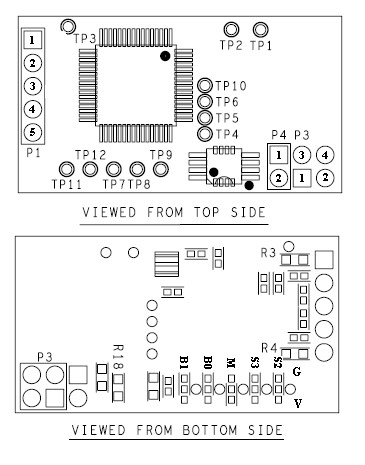 1
TP3
TP2 TP1
2
3
4
5
P1
TP10
TP6
TP5
TP4
TP12 TP9
TP11 TP7 TP8
P4 P3
1 3 4
2 1 2
VIEWED FROM TOP SIDE
R3
R18
R4
P3
B1 B0 M S3 S2
G
V
VIEWED FROM BOTTOM SIDE